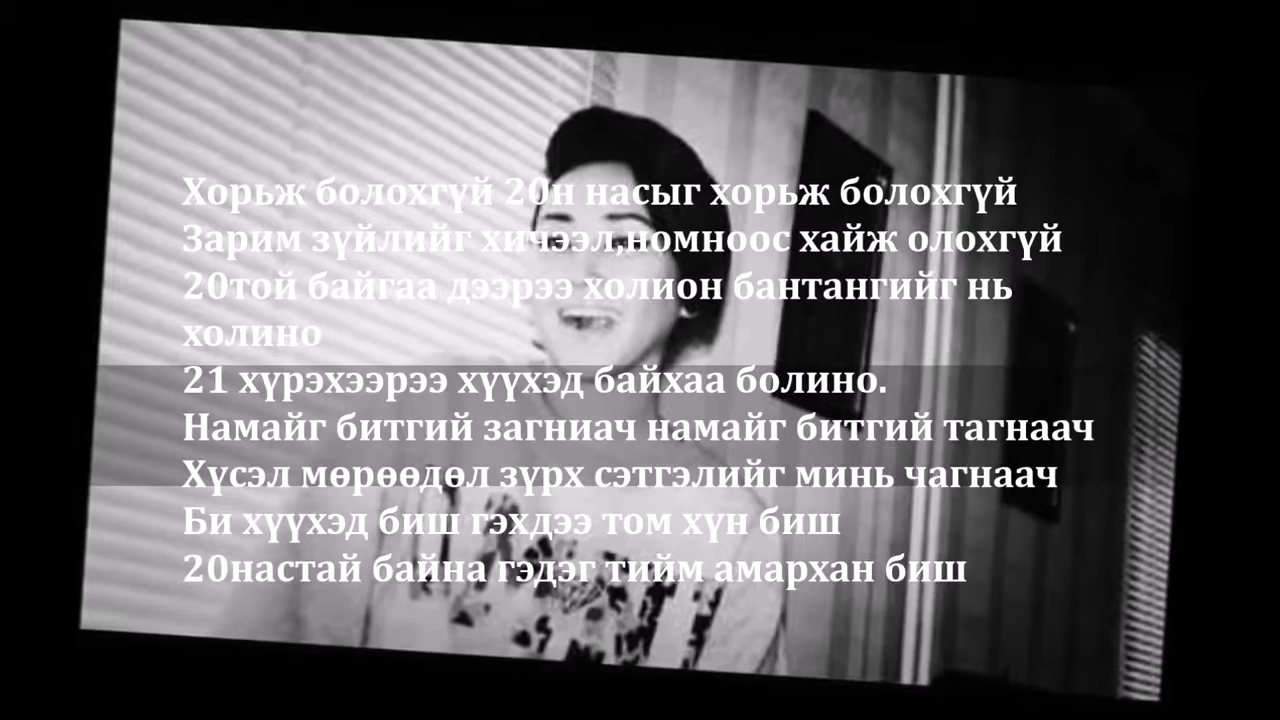 Хорьж болохгүй 20н насыг хорьж болохгүй
Зарим зүйлийг хичээл,номноос хайж олохгүй
20той байгаа дээрээ холион бантангийг нь
холино
21 хүрэхээрээ хүүхэд байхаа болино.
Намайг битгий загниач намайг битгий тагнаач
Хүсэл мөрөөдөл зүрх сэтгэлийг минь чагнаач
Би хүүхэд биш гэхдээ том хүн биш
20настай байна гэдэг тийм амархан биш